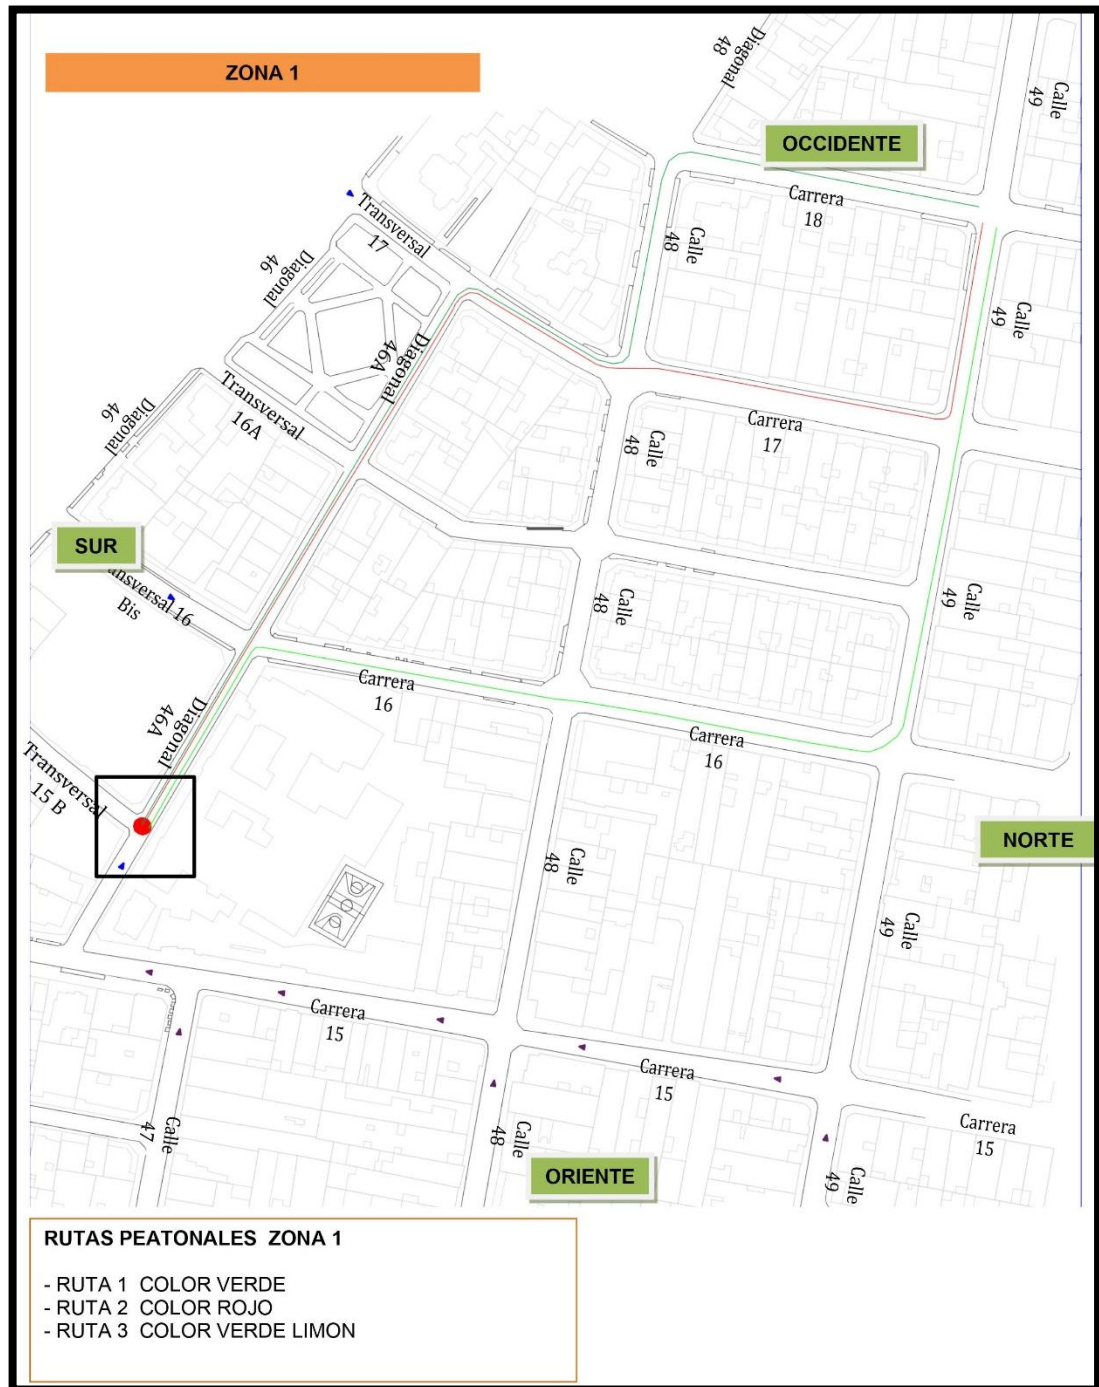 ZONA 1
Diagonal
48
Calle
49
OCCIDENTE
Carrera
18
Transversal
17
Calle
48
Diagonal
46
Calle
49
Diagonal
46A
Transversal
16A
Diagonal
46
Carrera
17
Calle
48
SUR
ansversal 16
Bis
Calle
48
Calle
49
Carrera
16
Carrera
16
Diagonal
46A
Transversal
15 B
NORTE
Calle
48
Calle
49
Carrera
15
Carrera
15
Carrera
15
Calle
47
Calle
48
Calle
49
ORIENTE
RUTAS PEATONALES ZONA 1
- RUTA 1 COLOR VERDE
- RUTA 2 COLOR ROJO
- RUTA 3 COLOR VERDE LIMON